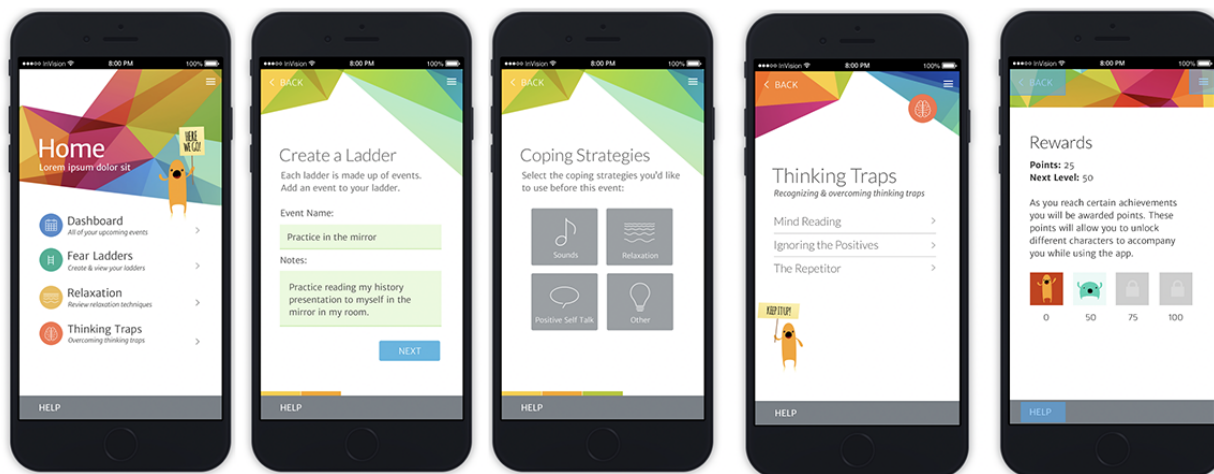 InVision 8:00 PM 100%
Home
Lorem ipsum dolor sit
HERE
WE GO!
Dashboard
All of your upcoming events
Fear Ladders
Create & view your ladders
Relaxation
Review relaxation techniques
Thinking Traps
Overcoming thinking traps
HELP
InVision 8:00 PM 100%
< BACK
Create a Ladder
Each ladder is made up of events.
Add an event to your ladder.
Event Name:
Practice in the mirror
Notes:
Practice reading my history
presentation to myself in the
mirror in my room.
NEXT
HELP
InVision 8:00 PM 100%
< BACK
Coping Strategies
Select the coping strategies you'd like
to use before this event:
Sounds
Relaxation
Positive Self Talk
Other
HELP
InVision 8:00 PM 100%
< BACK
Thinking Traps
Recognizing & overcoming thinking traps
Mind Reading
Ignoring the Positives
The Repetitor
KEEP IT UP!
HELP
InVision 8:00 PM 100%
< BACK
Rewards
Points: 25
Next Level: 50
As you reach certain achievements
you will be awarded points. These
points will allow you to unlock
different characters to accompany
you while using the app.
0 50 75 100
HELP